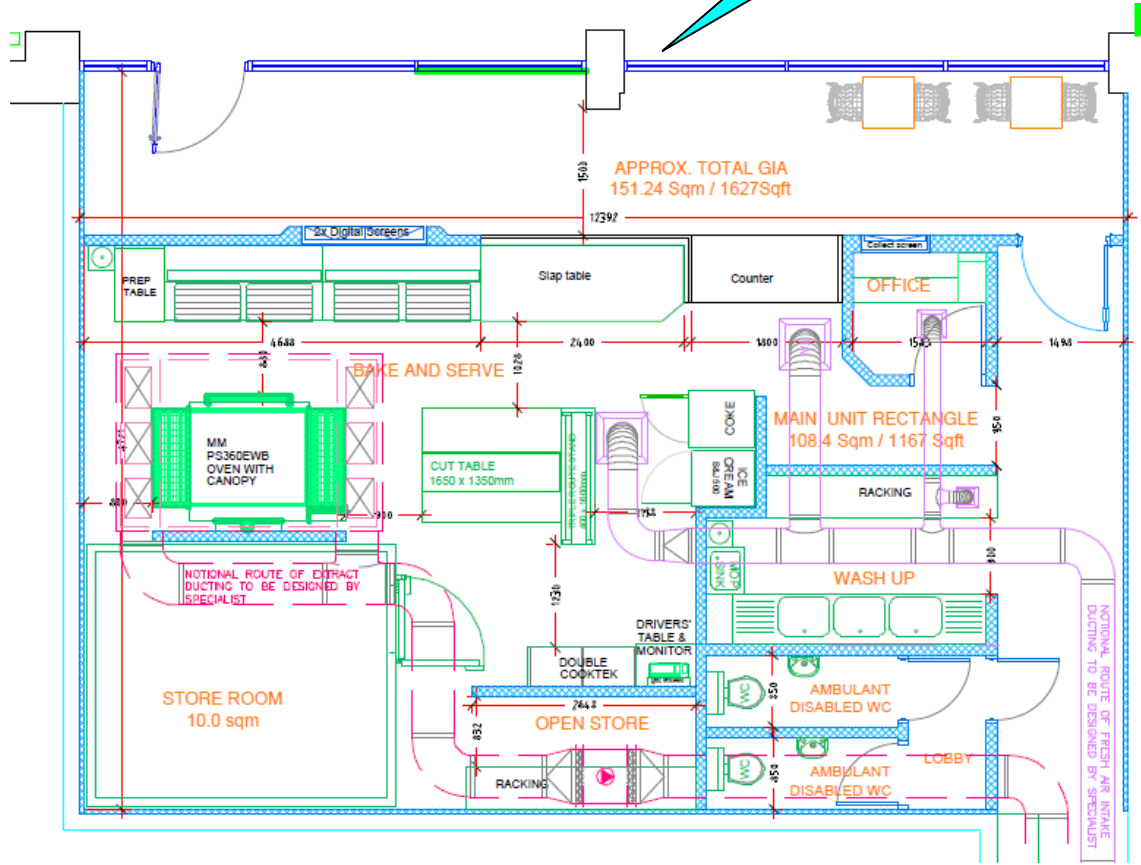 APPROX. TOTAL GIA
151.24 Sqm / 1627Sqft
1500
12392
2x Digital Screens
Collect screen
PREP
TABLE
Slap table
Counter
OFFICE
4688
2400
1800
1498
1028
BAKE AND SERVE
MM
PS360EWB
OVEN WITH
CANOPY
CUT TABLE
1650 x 1350mm
COKE
ICE
CREAM
MAIN UNIT RECTANGLE
108.4 Sqm / 1167 Sqft
850
RACKING
NOTIONAL ROUTE OF EXTRACT
DUCTING TO BE DESIGNED BY
SPECIALIST
1230
MOP
SINK
WASH UP
DRIVERS'
TABLE &
MONITOR
DOUBLE
COOKTEK
STORE ROOM
10.0 sqm
2648
OPEN STORE
832
RACKING
WC
850
AMBULANT
DISABLED WC
WC
850
AMBULANT
DISABLED WC
LOBBY
NOTIONAL ROUTE OF FRESH AIR INTAKE
DUCTING TO BE DESIGNED BY SPECIALIST